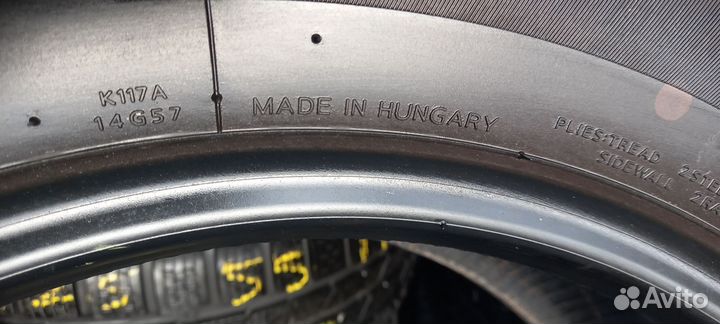 K117A
14G57
MADE IN HUNGARY
PLIES:TREAD
SIDEWALL
55
Avito